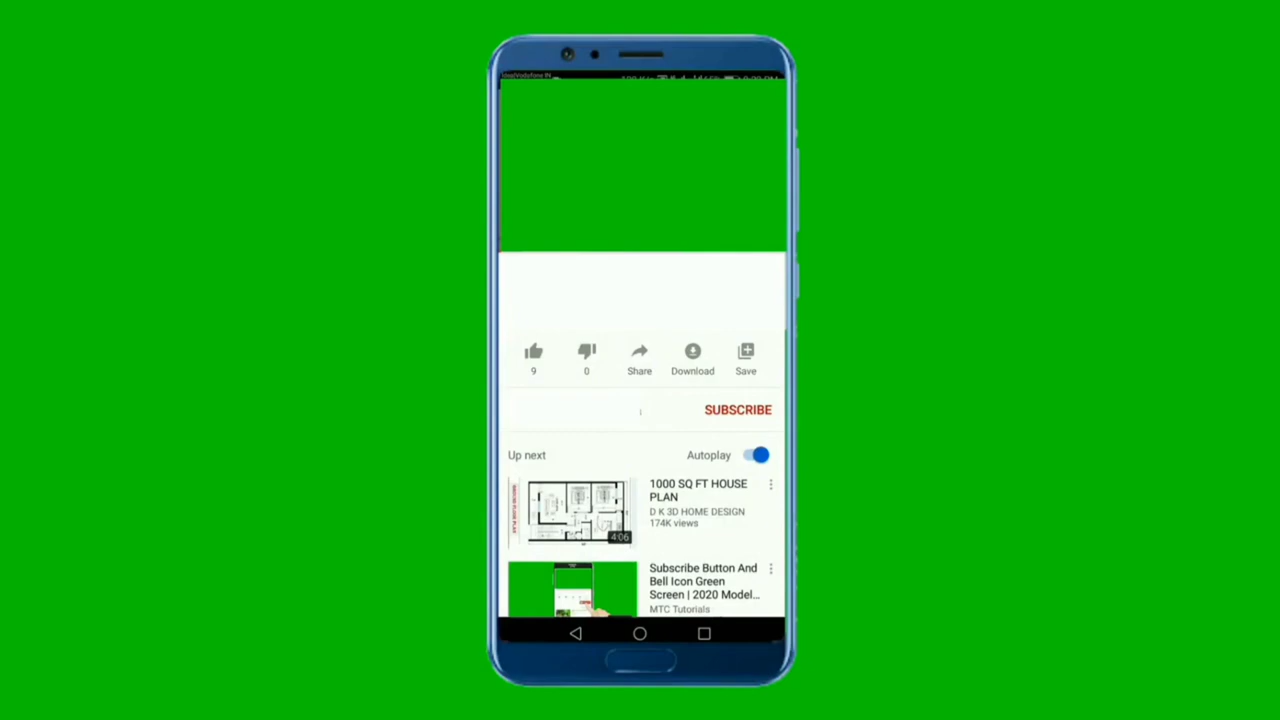 9
0
Share
Download
Save
SUBSCRIBE
Up next
Autoplay
1000 SQ FT HOUSE
PLAN
D K 3D HOME DESIGN
174K views
4:06
Subscribe Button And
Bell Icon Green
Screen | 2020 Model...
MTC Tutorials